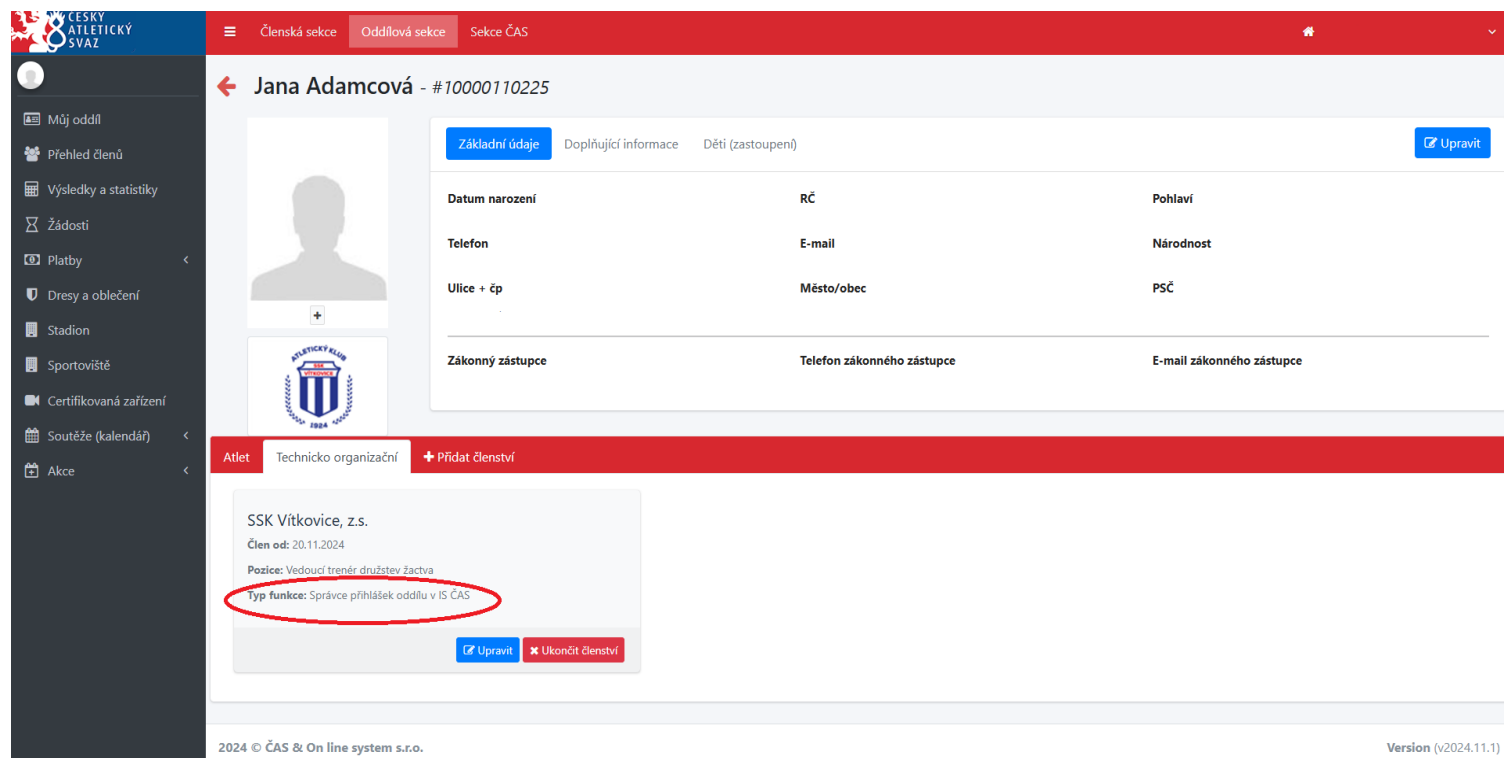 ČESKÝ
ATLETICKÝ
SVAZ
Členská sekce Oddílová sekce Sekce ČAS
Jana Adamcová - #10000110225
Můj oddíl
Přehled členů
Výsledky a statistiky
Žádosti
Platby
Dresy a oblečení
Stadion
Sportoviště
Certifikovaná zařízení
Soutěže (kalendář)
Akce
Základní údaje Doplňující informace Děti (zastoupení) Upravit
Datum narození RČ Pohlaví
Telefon E-mail Národnost
Ulice + čp Město/obec PSČ
Zákonný zástupce Telefon zákonného zástupce E-mail zákonného zástupce
ATLETICKÝ KLUB
SSK
VÍTKOVICE
1924
Atlet Technicko organizační Přidat členství
SSK Vítkovice, z.s.
Člen od: 20.11.2024
Pozice: Vedoucí trenér družstev žactva
Typ funkce: Správce přihlášek oddílu v IS ČAS
Upravit Ukončit členství
2024 © ČAS & On line system s.r.o. Version (v2024.11.1)